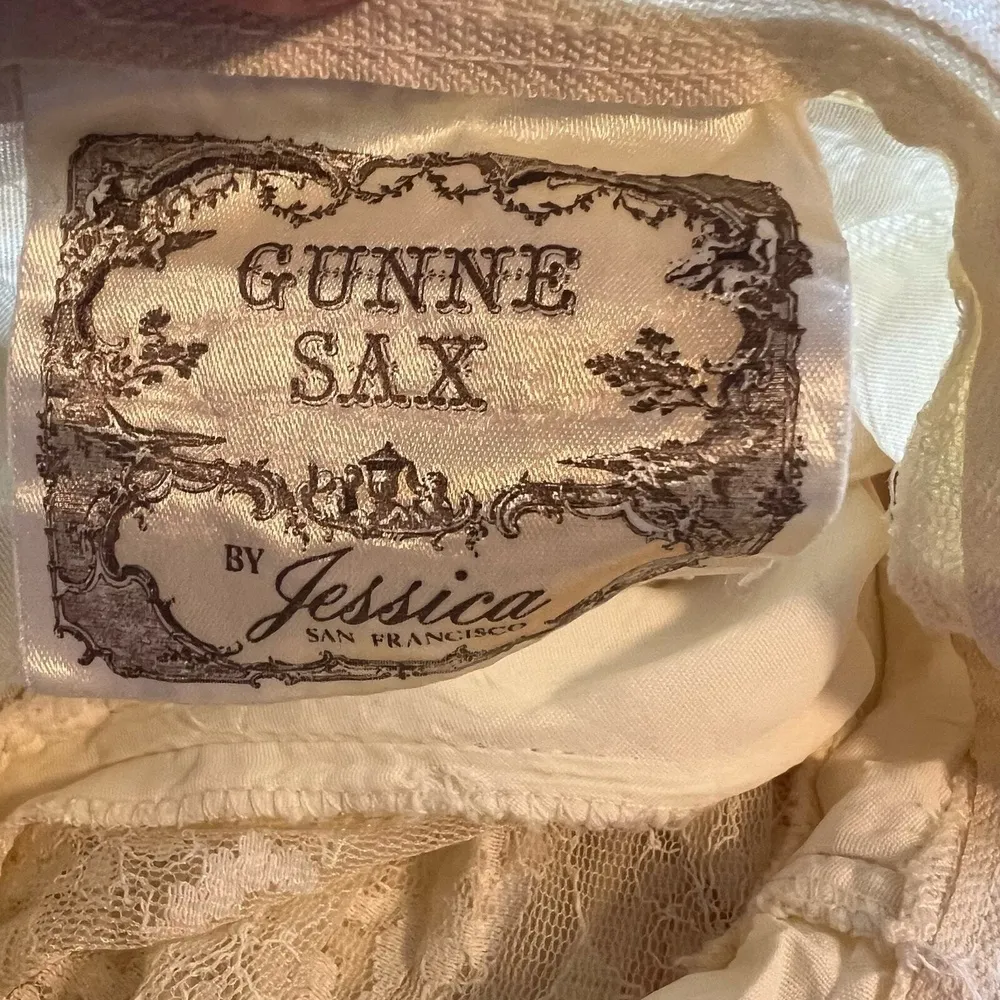 GUNNE
SAX
BY Jessica
SAN FRANCISCO